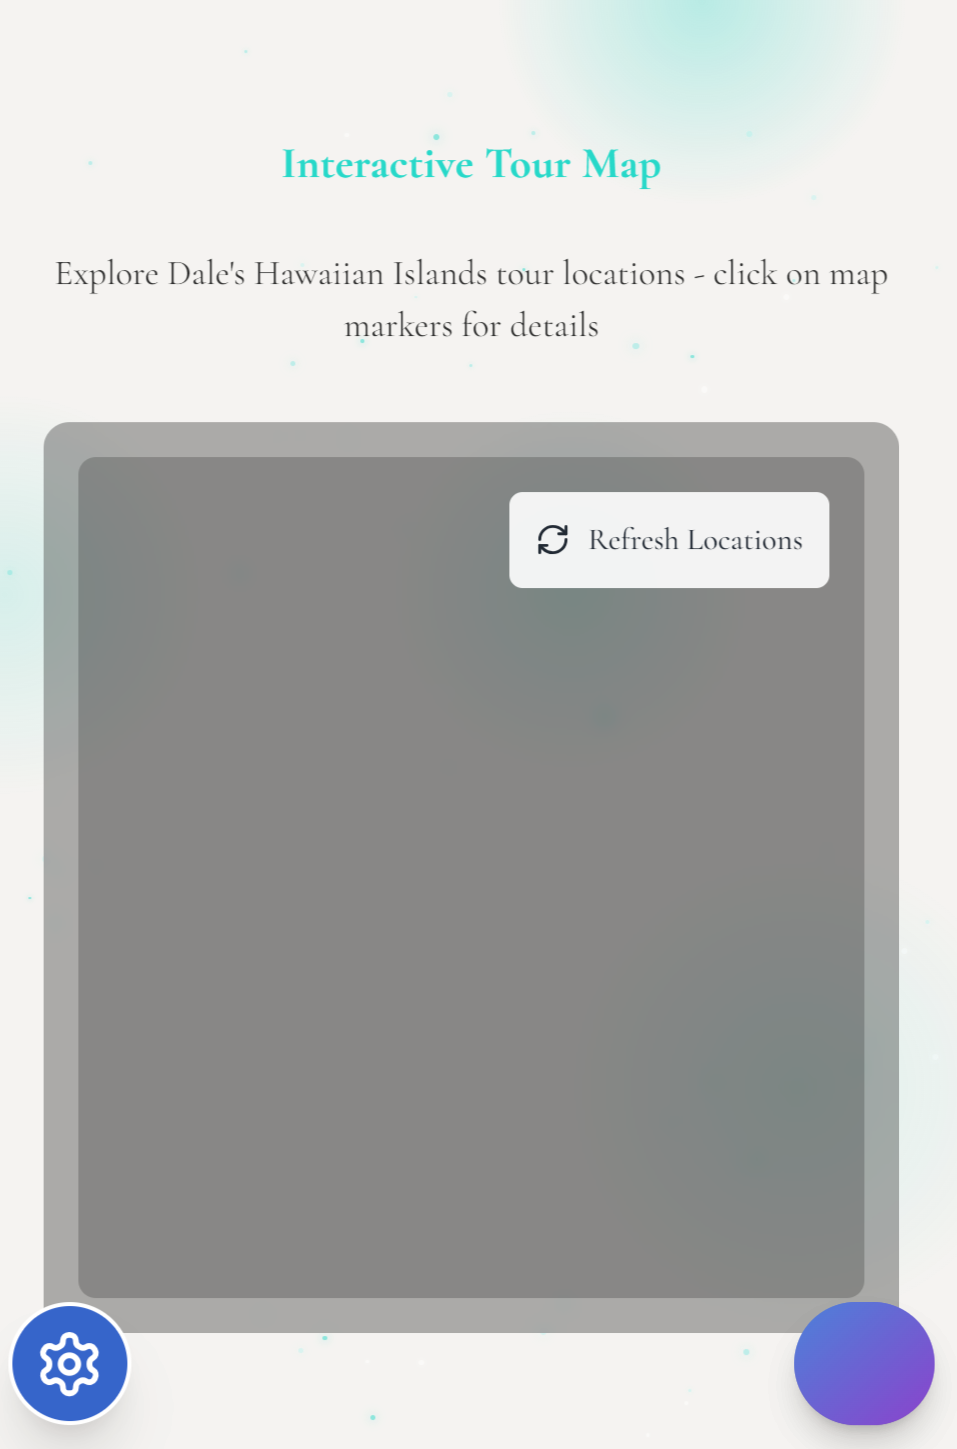 Interactive Tour Map
Explore Dale's Hawaiian Islands tour locations - click on map
markers for details
Refresh Locations